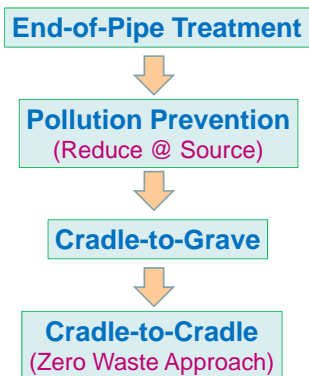 End-of-Pipe Treatment
Pollution Prevention
(Reduce @ Source)
Cradle-to-Grave
Cradle-to-Cradle
(Zero Waste Approach)